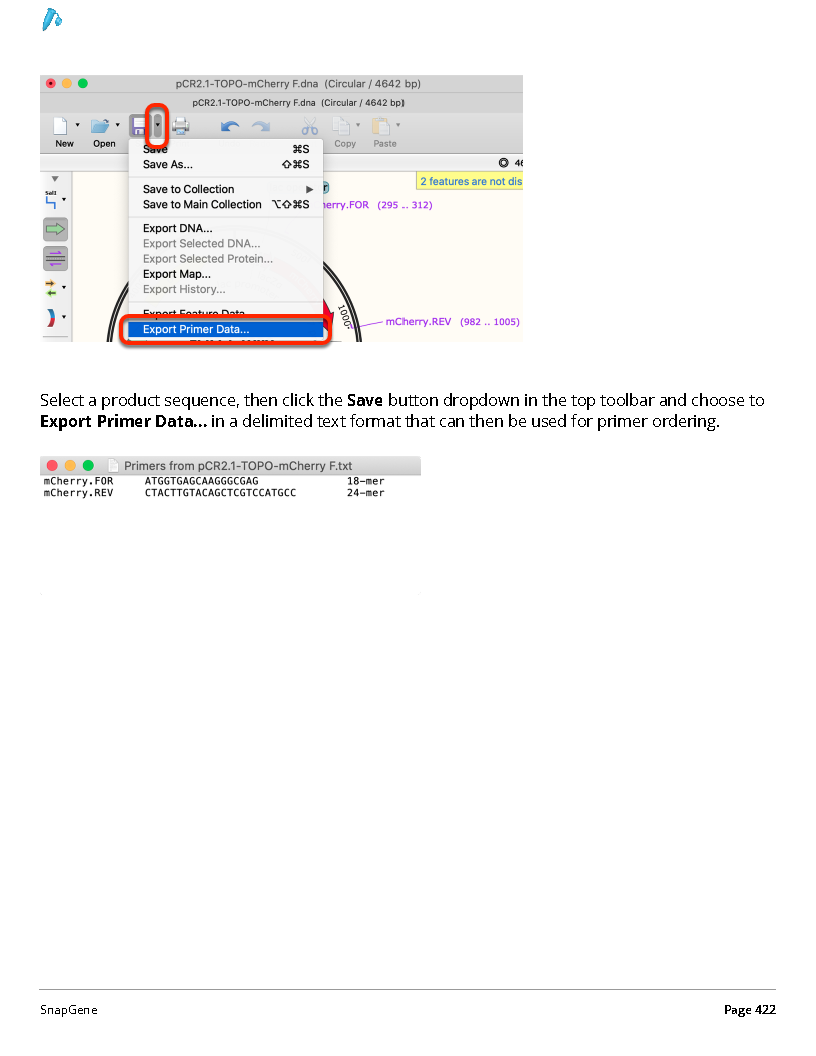 pCR2.1-TOPO-mCherry F.dna (Circular / 4642 bp)
pCR2.1-TOPO-mCherry F.dna (Circular / 4642 bp)
New Open Copy Paste
Save ⌘S
Save As... ⇧⌘S
Save to Collection ▶
Save to Main Collection ⌥⇧⌘S
Export DNA...
Export Selected DNA...
Export Selected Protein...
Export Map...
Export History...
Export Feature Data
Export Primer Data...
SalI
2 features are not dis
erry.FOR (295 .. 312)
1000
mCherry.REV (982 .. 1005)
Select a product sequence, then click the Save button dropdown in the top toolbar and choose to
Export Primer Data... in a delimited text format that can then be used for primer ordering.
Primers from pCR2.1-TOPO-mCherry F.txt
mCherry.FOR ATGGTGAGCAAGGGCGAG 18-mer
mCherry.REV CTACTTGTACAGCTCGTCCATGCC 24-mer
SnapGene Page 422